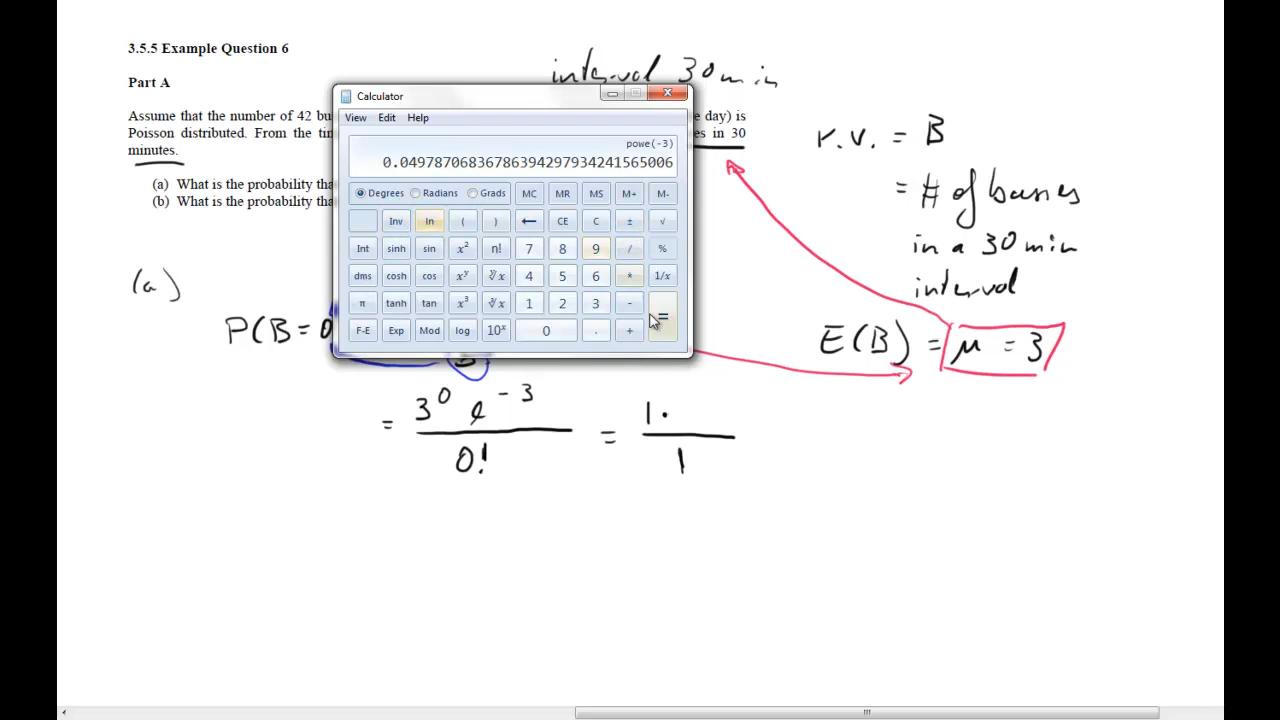 3.5.5 Example Question 6
Part A
interval 30 min
Assume that the number of 42 bu
e day) is
Poisson distributed. From the tin
es in 30
minutes.
(a) What is the probability tha
(b) What is the probability tha
Calculator
View Edit Help
powe(-3)
0.04978706836786394297934241565006
Degrees Radians Grads MC MR MS M+ M-
Inv ln ( ) ← CE C ± √
Int sinh sin x² n! 7 8 9 / %
dms cosh cos xʸ ʸ√x 4 5 6 * 1/x
π tanh tan x³ ³√x 1 2 3 - =
F-E Exp Mod log 10ˣ 0 . +
r.v. = B
= # of buses
in a 30 min
interval
(a)
P(B = 0
E(B) = μ = 3
= 3⁰ e⁻³ / 0! = 1 · / 1